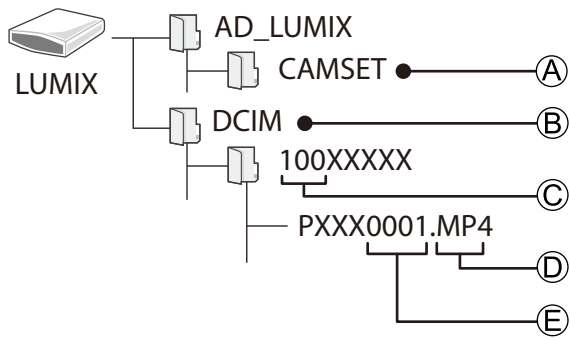 AD_LUMIX
LUMIX
CAMSET
A
DCIM
B
100XXXXX
C
PXXX0001.MP4
D
E